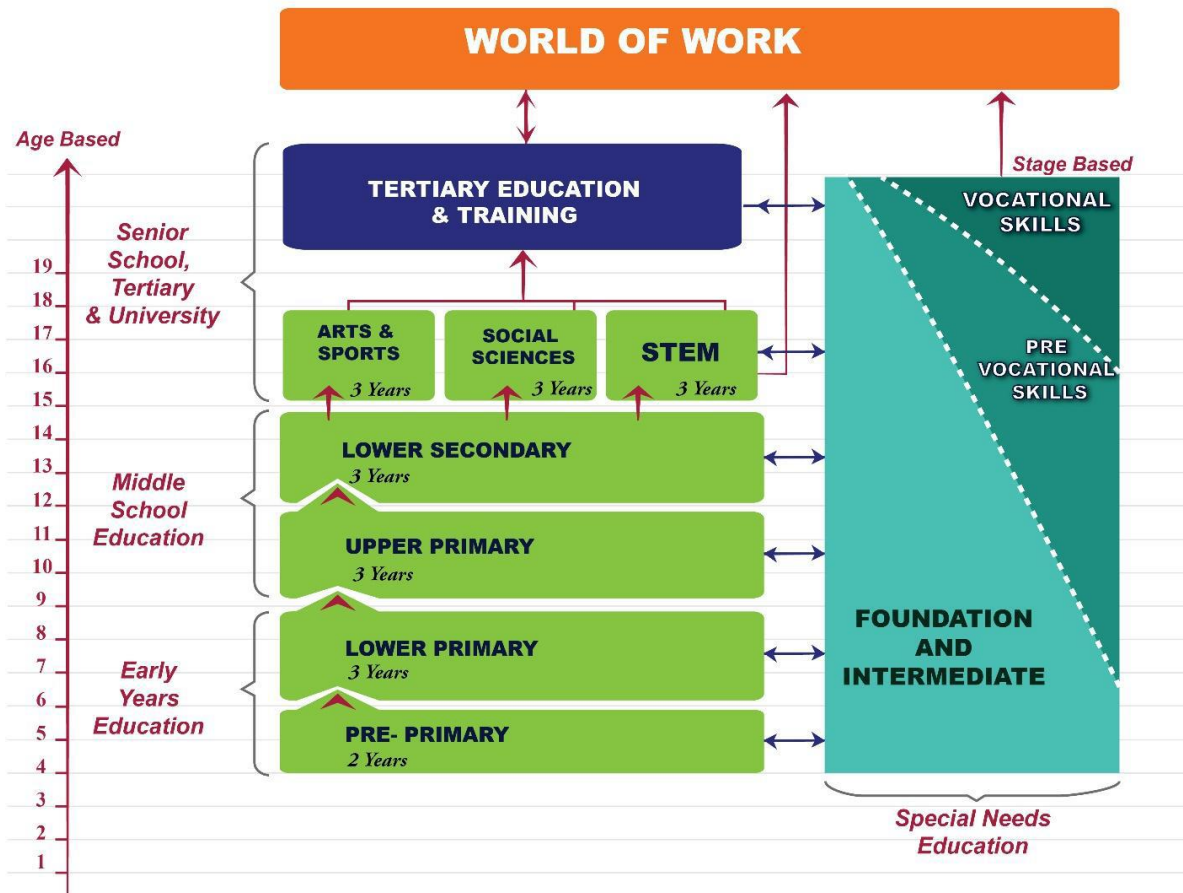 WORLD OF WORK
Age Based
Stage Based
TERTIARY EDUCATION
& TRAINING
VOCATIONAL
SKILLS
Senior
School,
Tertiary
& University
19
18
17
16
15
14
13
12
11
10
9
8
7
6
5
4
3
2
1
ARTS &
SPORTS
3 Years
SOCIAL
SCIENCES
3 Years
STEM
3 Years
PRE
VOCATIONAL
SKILLS
Middle
School
Education
LOWER SECONDARY
3 Years
UPPER PRIMARY
3 Years
Early
Years
Education
LOWER PRIMARY
3 Years
PRE- PRIMARY
2 Years
FOUNDATION
AND
INTERMEDIATE
Special Needs
Education